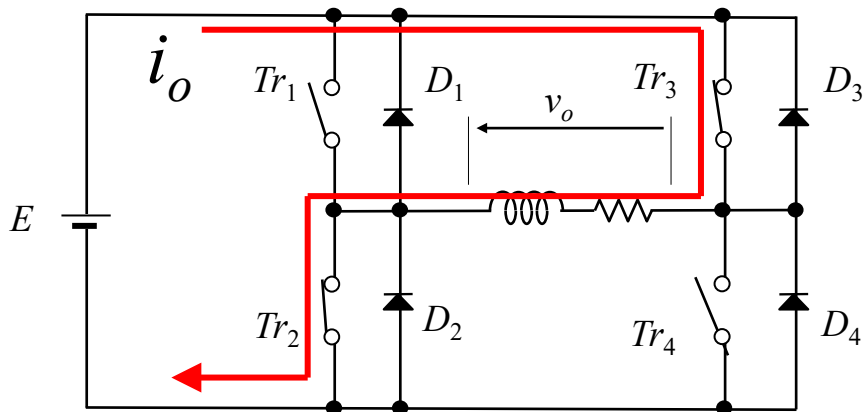 i_o
Tr_1
D_1
v_o
Tr_3
D_3
E
Tr_2
D_2
Tr_4
D_4